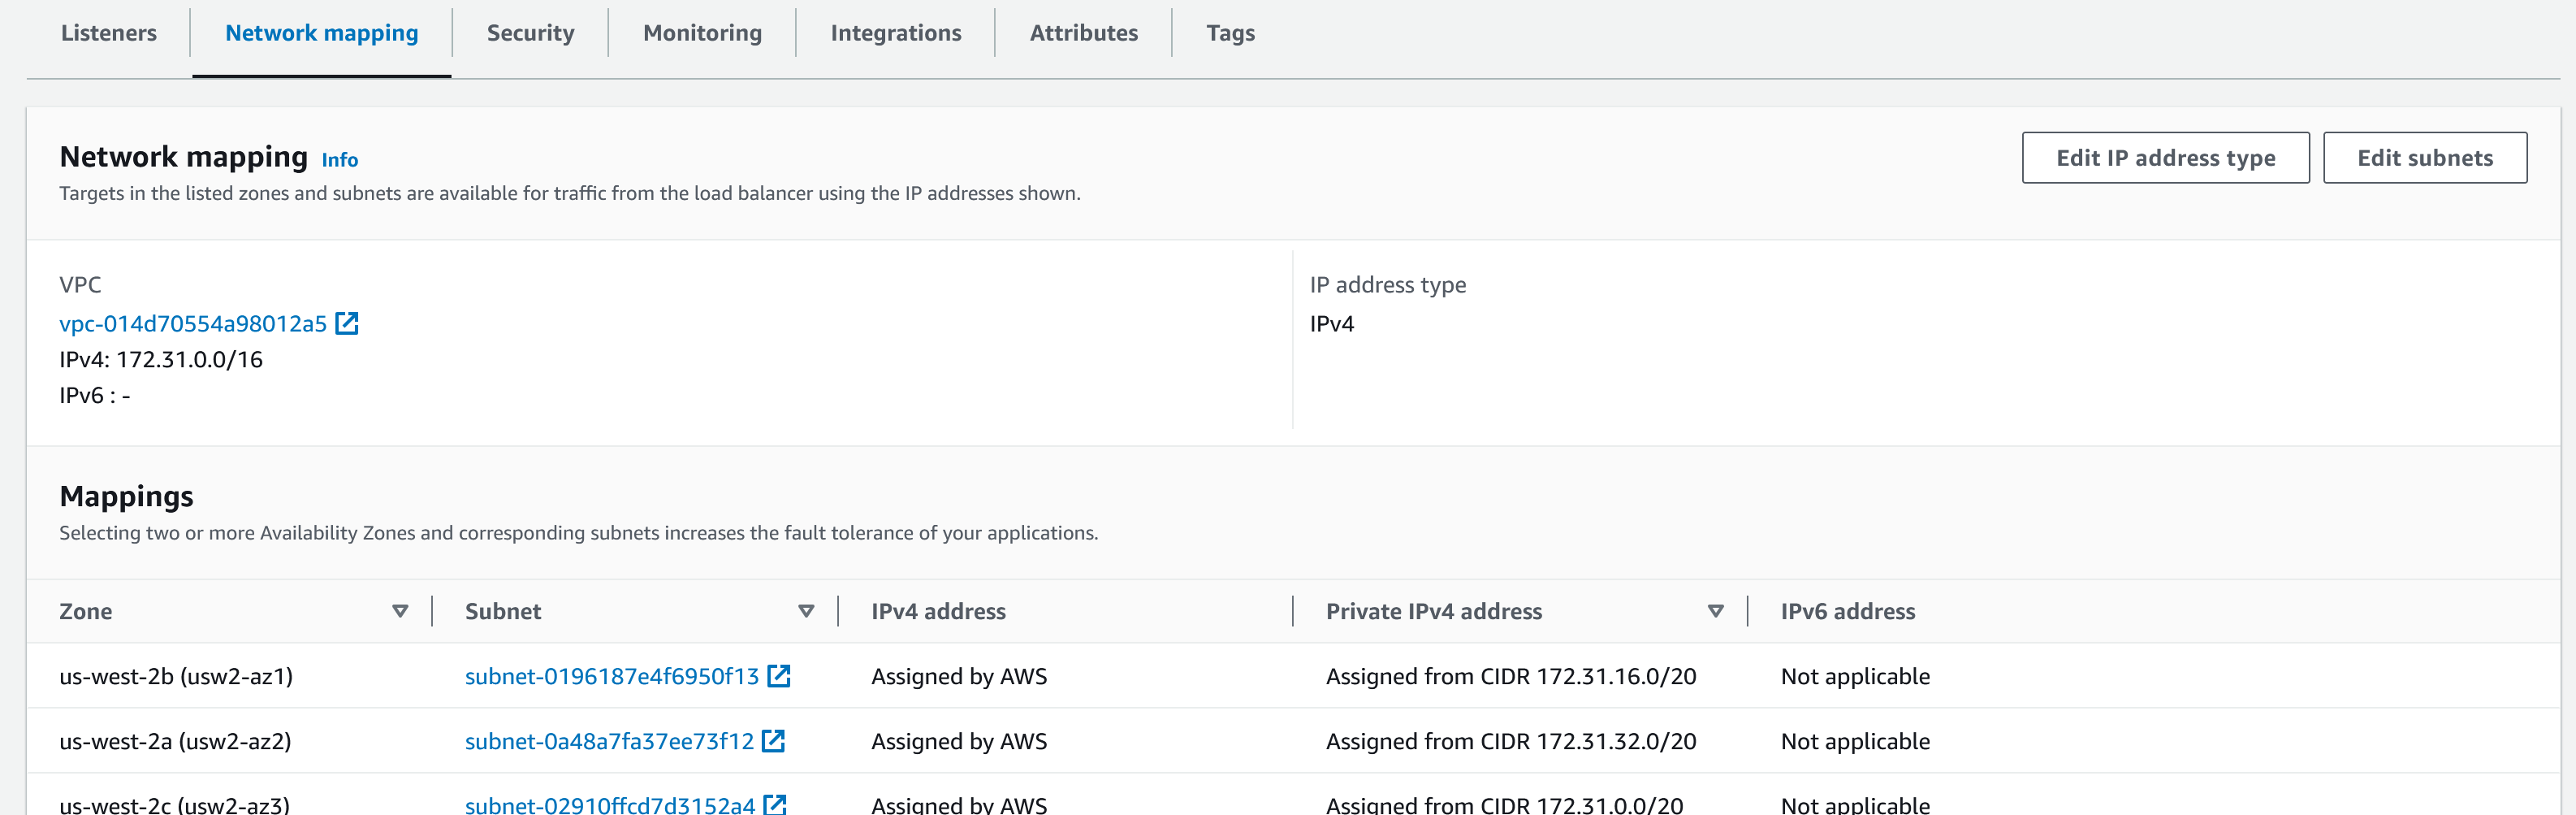 Listeners Network mapping Security Monitoring Integrations Attributes Tags
Network mapping Info
Edit IP address type Edit subnets
Targets in the listed zones and subnets are available for traffic from the load balancer using the IP addresses shown.
VPC
vpc-014d70554a98012a5
IPv4: 172.31.0.0/16
IPv6 : -
IP address type
IPv4
Mappings
Selecting two or more Availability Zones and corresponding subnets increases the fault tolerance of your applications.
Zone Subnet IPv4 address Private IPv4 address IPv6 address
us-west-2b (usw2-az1) subnet-0196187e4f6950f13 Assigned by AWS Assigned from CIDR 172.31.16.0/20 Not applicable
us-west-2a (usw2-az2) subnet-0a48a7fa37ee73f12 Assigned by AWS Assigned from CIDR 172.31.32.0/20 Not applicable
us-west-2c (usw2-az3) subnet-02910ffcd7d3152a4 Assigned by AWS Assigned from CIDR 172.31.0.0/20 Not applicable